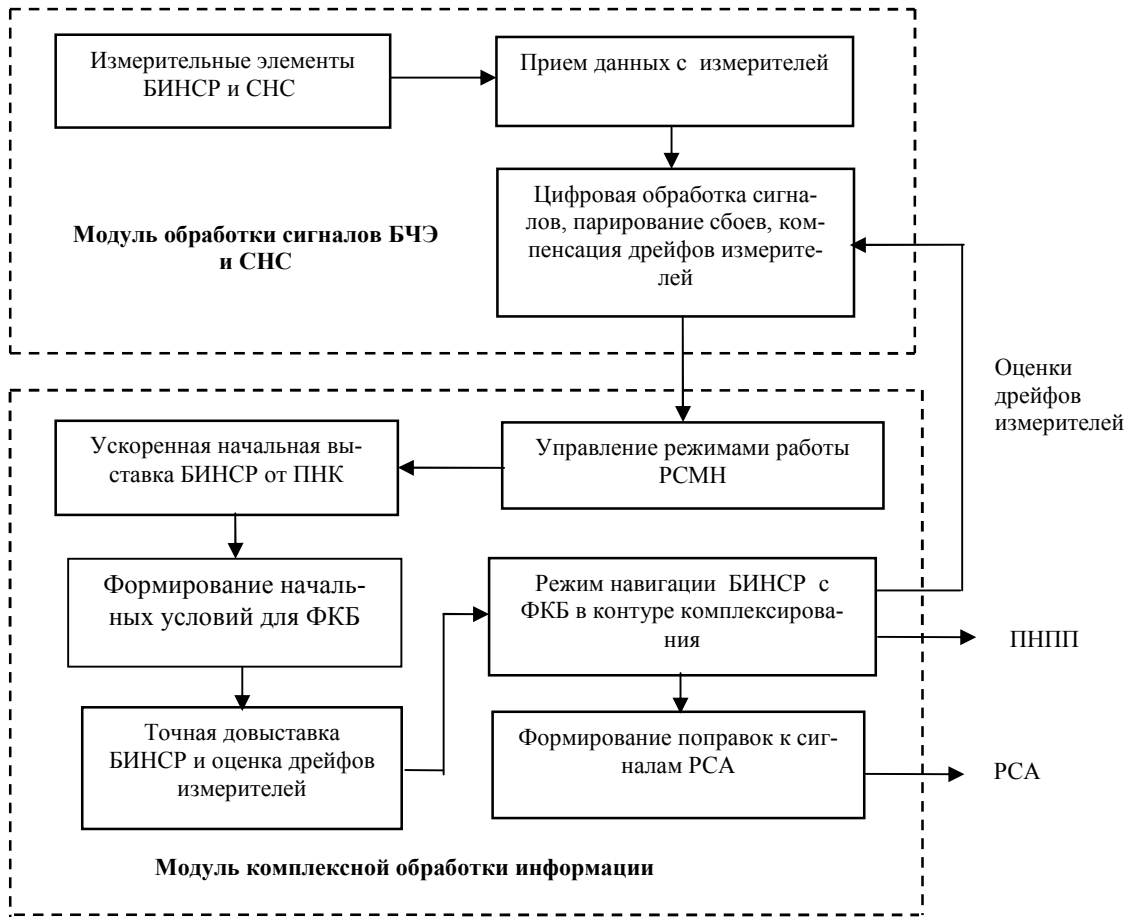 Измерительные элементы
БИНСР и СНС
Прием данных с измерителей
Цифровая обработка сигна-
лов, парирование сбоев, ком-
пенсация дрейфов измерите-
лей
Модуль обработки сигналов БЧЭ
и СНС
Оценки
дрейфов
измерителей
Ускоренная начальная вы-
ставка БИНСР от ПНК
Управление режимами работы
РСМН
Формирование началь-
ных условий для ФКБ
Режим навигации БИНСР с
ФКБ в контуре комплексирова-
ния
ПНПП
Точная довыставка
БИНСР и оценка дрейфов
измерителей
Формирование поправок к сиг-
налам РСА
РСА
Модуль комплексной обработки информации